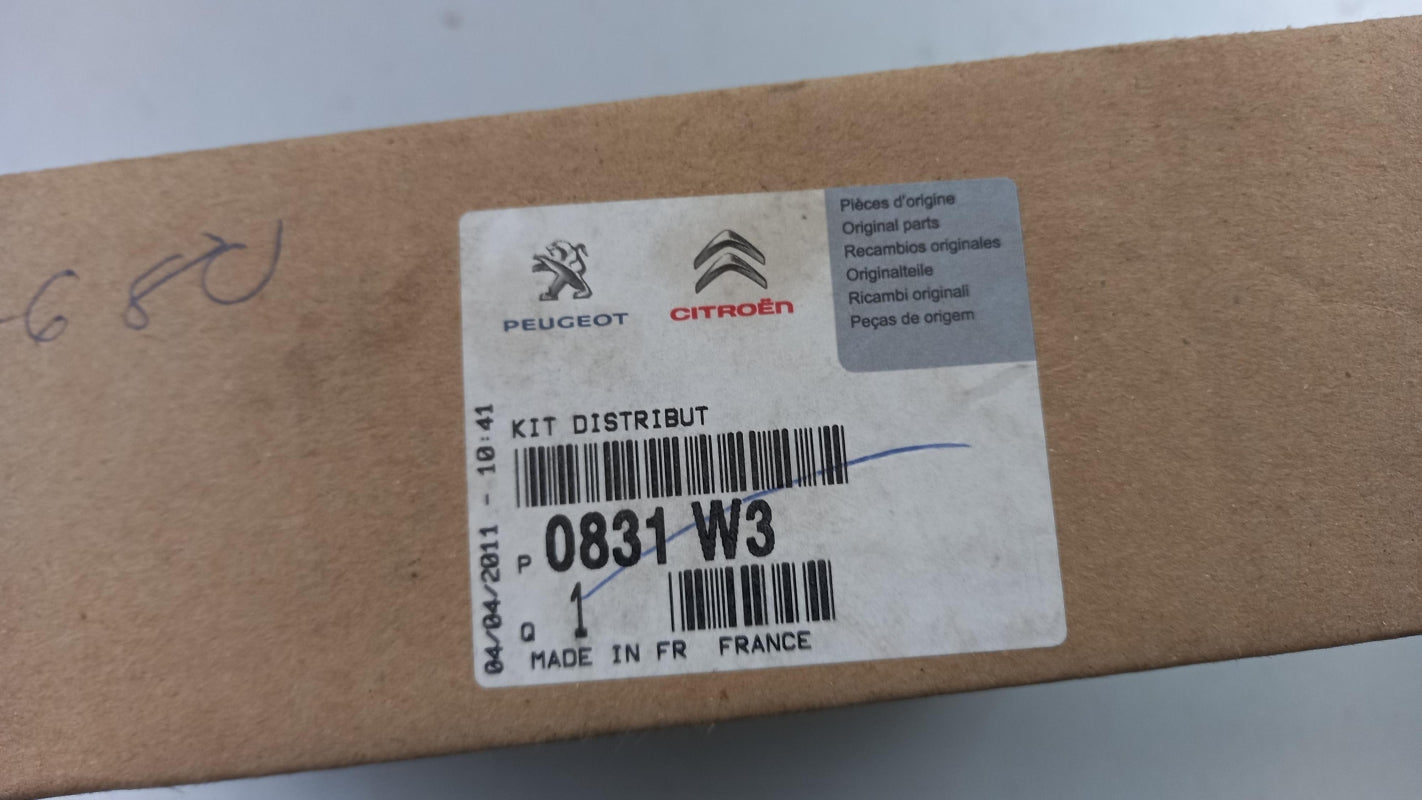 PEUGEOT
CITROËN
Pièces d'origine
Original parts
Recambios originales
Originalteile
Ricambi originali
Peças de origem
04/04/2011 - 10:41
KIT DISTRIBUT
P 0831 W3
Q 1
MADE IN FR FRANCE